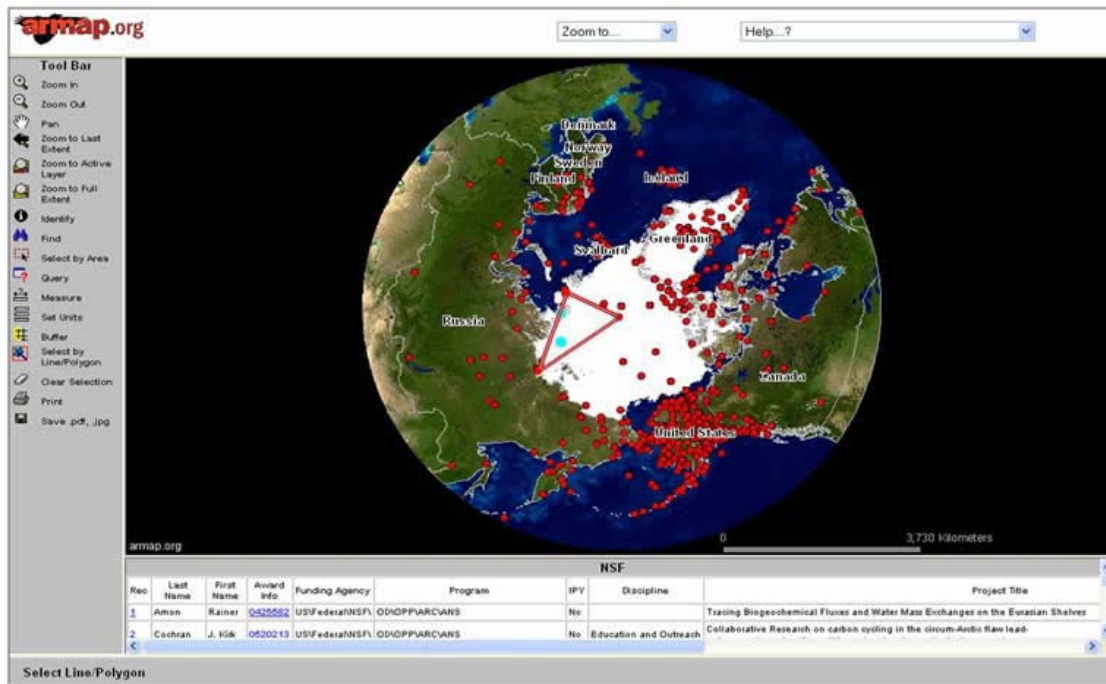 armap.org
Zoom to....
Help...?
Tool Bar
Zoom In
Zoom Out
Pan
Zoom to Last
Extent
Zoom to Active
Layer
Zoom to Full
Extent
Identify
Find
Select by Area
Query
Measure
Set Units
Buffer
Select by
Line/Polygon
Clear Selection
Print
Save .pdf, .jpg
Denmark
Norway
Sweden
Finland
Iceland
Svalbard
Greenland
Russia
Canada
United States
armap.org
0 3,730 Kilometers
NSF
Rec Last Name First Name Award Info Funding Agency Program IPY Discipline Project Title
1 Amon Rainer 0425582 US\Federal\NSF\ OD\OPP\ARC\ANS No Tracing Biogeochemical Fluxes and Water Mass Exchanges on the Eurasian Shelves
2 Cochran J. Kirk 0520213 US\Federal\NSF\ OD\OPP\ARC\ANS No Education and Outreach Collaborative Research on carbon cycling in the circum-Arctic flaw lead-
Select Line/Polygon